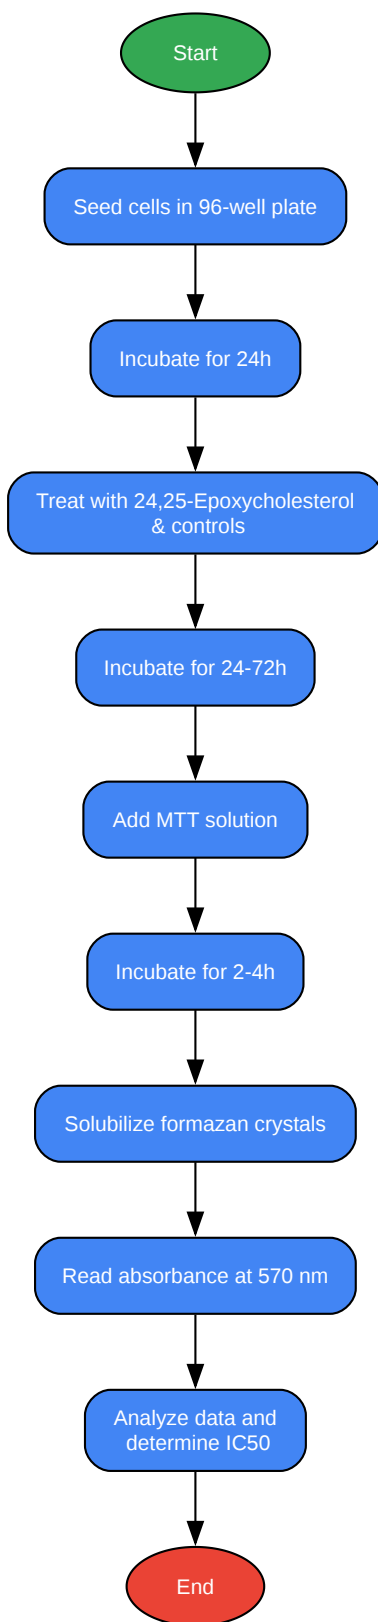 Start
Seed cells in 96-well plate
Incubate for 24h
Treat with 24,25-Epoxycholesterol
& controls
Incubate for 24-72h
Add MTT solution
Incubate for 2-4h
Solubilize formazan crystals
Read absorbance at 570 nm
Analyze data and
determine IC50
End